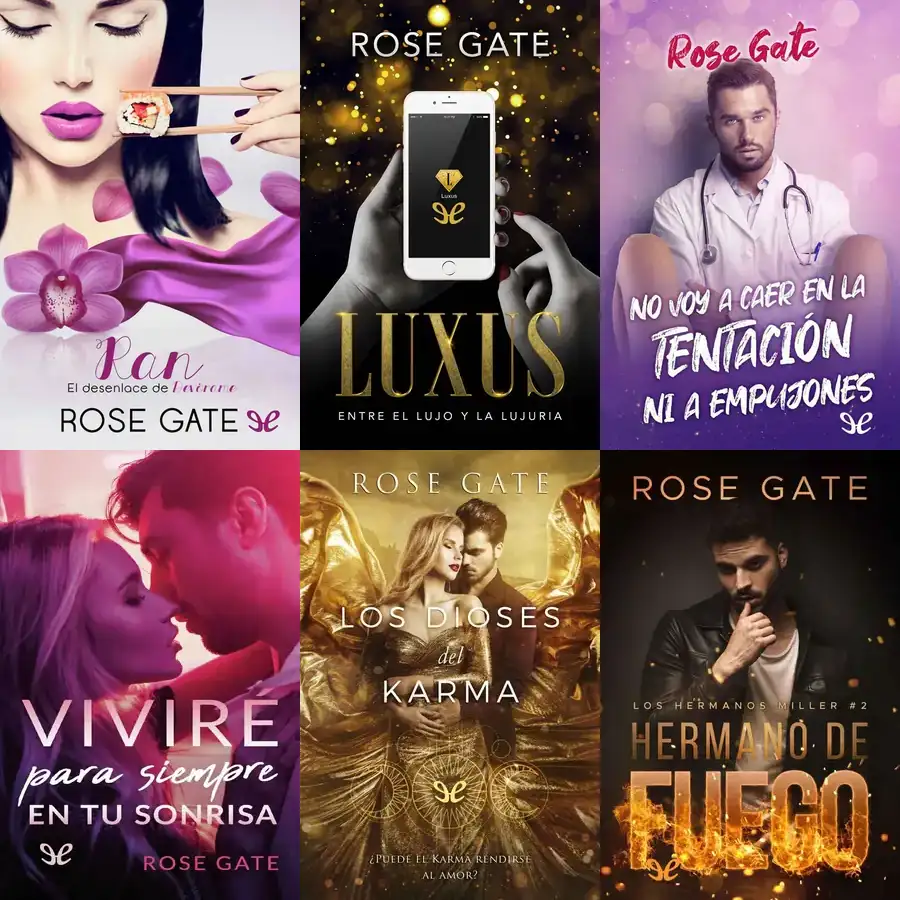 Ran
El desenlace de Devórame
ROSE GATE
ROSE GATE
L
Luxus
LUXUS
ENTRE EL LUJO Y LA LUJURIA
Rose Gate
NO VOY A CAER EN LA
TENTACIÓN
NI A EMPUJONES
VIVIRÉ
para siempre
EN TU SONRISA
ROSE GATE
ROSE GATE
LOS DIOSES
del
KARMA
¿PUEDE EL KARMA RENDIRSE
AL AMOR?
ROSE GATE
LOS HERMANOS MILLER #2
HERMANO DE
FUEGO